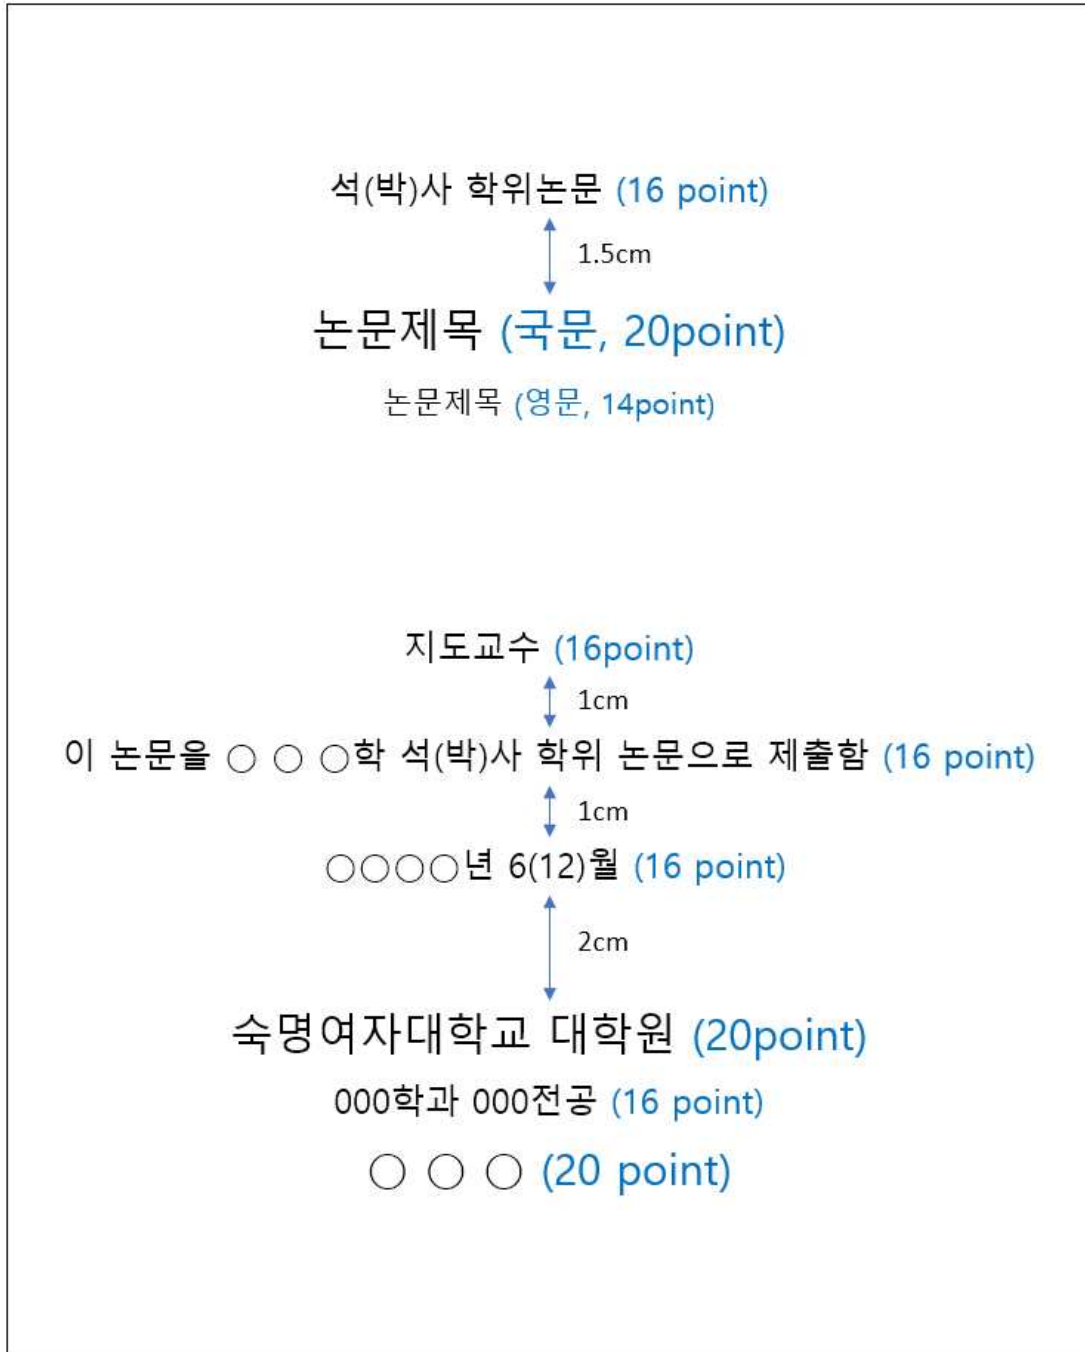 석(박)사 학위논문 (16 point)
1.5cm
논문제목 (국문, 20point)
논문제목 (영문, 14point)
지도교수 (16point)
1cm
이 논문을 ○ ○ ○학 석(박)사 학위 논문으로 제출함 (16 point)
1cm
○○○○년 6(12)월 (16 point)
2cm
숙명여자대학교 대학원 (20point)
000학과 000전공 (16 point)
○ ○ ○ (20 point)